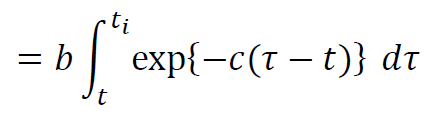 = b ∫_t^{t_i} exp{−c(τ − t)} dτ